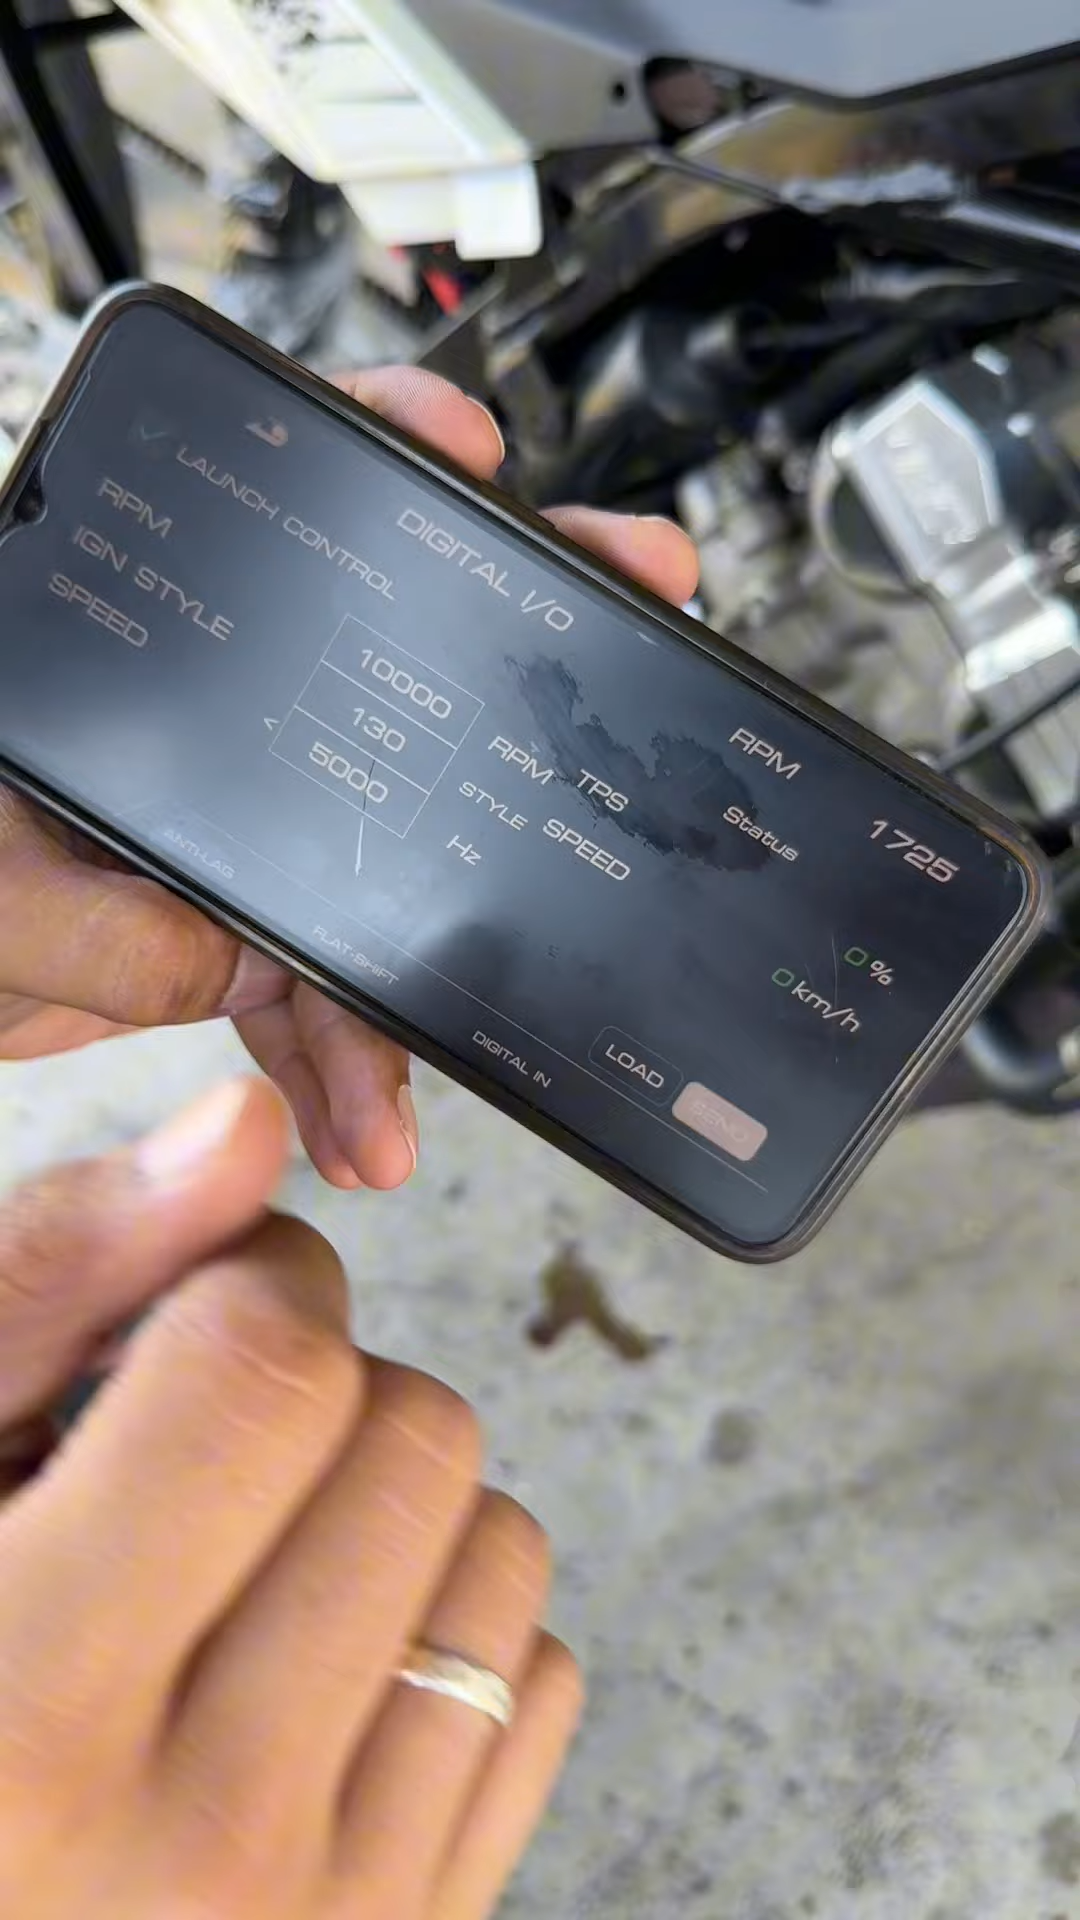 DIGITAL I/O
LAUNCH CONTROL
RPM 10000 RPM
IGN STYLE 130 STYLE
SPEED < 5000 Hz
RPM 1725
Status
TPS 0 %
SPEED 0 km/h
LOAD SEND
ANTI-LAG FLAT-SHIFT DIGITAL IN